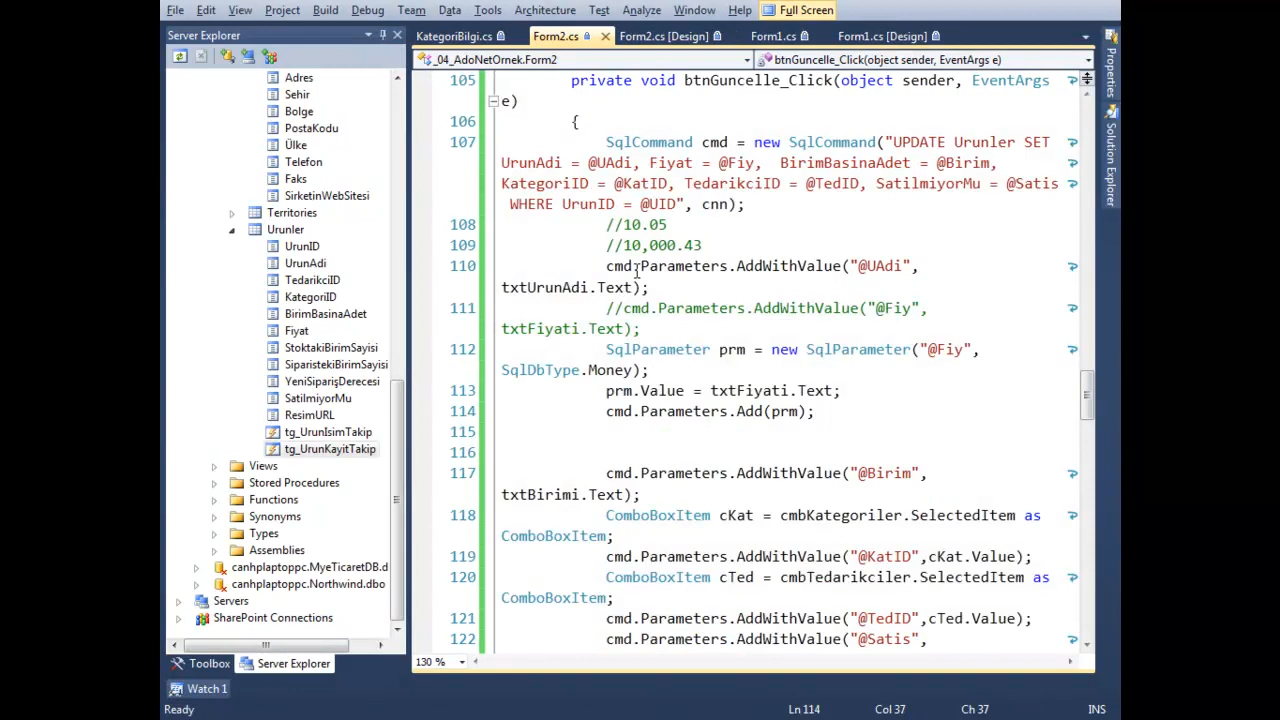 File Edit View Project Build Debug Team Data Tools Architecture Test Analyze Window Help Full Screen
Server Explorer
KategoriBilgi.cs Form2.cs Form2.cs [Design] Form1.cs Form1.cs [Design]
_04_AdoNetOrnek.Form2 btnGuncelle_Click(object sender, EventArgs e)
Adres
Sehir
Bolge
PostaKodu
Ülke
Telefon
Faks
SirketinWebSitesi
Territories
Urunler
UrunID
UrunAdi
TedarikciID
KategoriID
BirimBasinaAdet
Fiyat
StoktakiBirimSayisi
SiparistekiBirimSayisi
YeniSiparişDerecesi
SatilmiyorMu
ResimURL
tg_UrunIsimTakip
tg_UrunKayitTakip
Views
Stored Procedures
Functions
Synonyms
Types
Assemblies
canhplaptoppc.MyeTicaretDB.d
canhplaptoppc.Northwind.dbo
Servers
SharePoint Connections
Toolbox Server Explorer
105 private void btnGuncelle_Click(object sender, EventArgs
e)
106 {
107 SqlCommand cmd = new SqlCommand("UPDATE Urunler SET
UrunAdi = @UAdi, Fiyat = @Fiy, BirimBasinaAdet = @Birim,
KategoriID = @KatID, TedarikciID = @TedID, SatilmiyorMu = @Satis
WHERE UrunID = @UID", cnn);
108 //10.05
109 //10,000.43
110 cmd.Parameters.AddWithValue("@UAdi",
txtUrunAdi.Text);
111 //cmd.Parameters.AddWithValue("@Fiy",
txtFiyati.Text);
112 SqlParameter prm = new SqlParameter("@Fiy",
SqlDbType.Money);
113 prm.Value = txtFiyati.Text;
114 cmd.Parameters.Add(prm);
115
116
117 cmd.Parameters.AddWithValue("@Birim",
txtBirimi.Text);
118 ComboBoxItem cKat = cmbKategoriler.SelectedItem as
ComboBoxItem;
119 cmd.Parameters.AddWithValue("@KatID",cKat.Value);
120 ComboBoxItem cTed = cmbTedarikciler.SelectedItem as
ComboBoxItem;
121 cmd.Parameters.AddWithValue("@TedID",cTed.Value);
122 cmd.Parameters.AddWithValue("@Satis",
130 %
Properties
Solution Explorer
Watch 1
Ready Ln 114 Col 37 Ch 37 INS